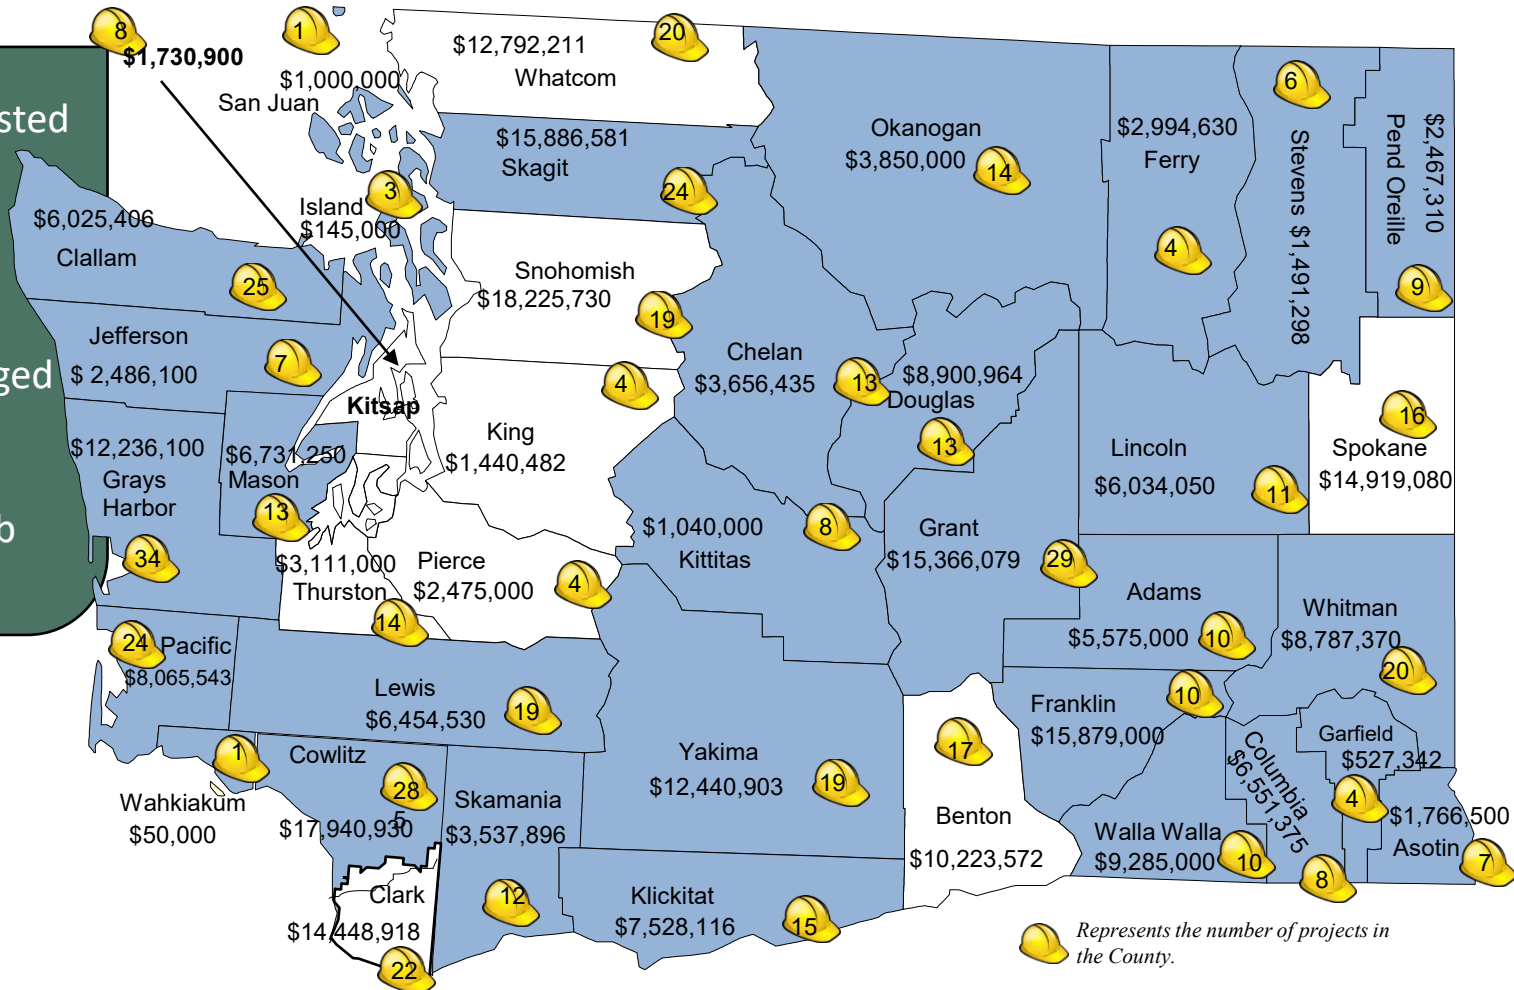 sted
ged
b
8
$1,730,900
1
$1,000,000
San Juan
$12,792,211
Whatcom
20
$15,886,581
Skagit
24
3
Island
$145,000
$6,025,406
Clallam
25
Jefferson
$ 2,486,100
7
Snohomish
$18,225,730
19
Okanogan
$3,850,000
14
$2,994,630
Ferry
4
6
Stevens $1,491,298
$2,467,310
Pend Oreille
9
Chelan
$3,656,435
13
$8,900,964
Douglas
13
Kitsap
King
$1,440,482
4
$12,236,100
Grays
Harbor
34
$6,731,250
Mason
13
$3,111,000
Thurston
14
Pierce
$2,475,000
4
$1,040,000
Kittitas
8
Grant
$15,366,079
29
Lincoln
$6,034,050
11
16
Spokane
$14,919,080
Adams
$5,575,000
10
Whitman
$8,787,370
20
24
Pacific
$8,065,543
Lewis
$6,454,530
19
Franklin
$15,879,000
10
1
Wahkiakum
$50,000
Cowlitz
28
5
$17,940,930
Skamania
$3,537,896
12
Yakima
$12,440,903
19
17
Benton
$10,223,572
Walla Walla
$9,285,000
10
Columbia
$6,551,375
8
Garfield
$527,342
4
$1,766,500
Asotin
7
Clark
$14,448,918
22
Klickitat
$7,528,116
15
Represents the number of projects in
the County.